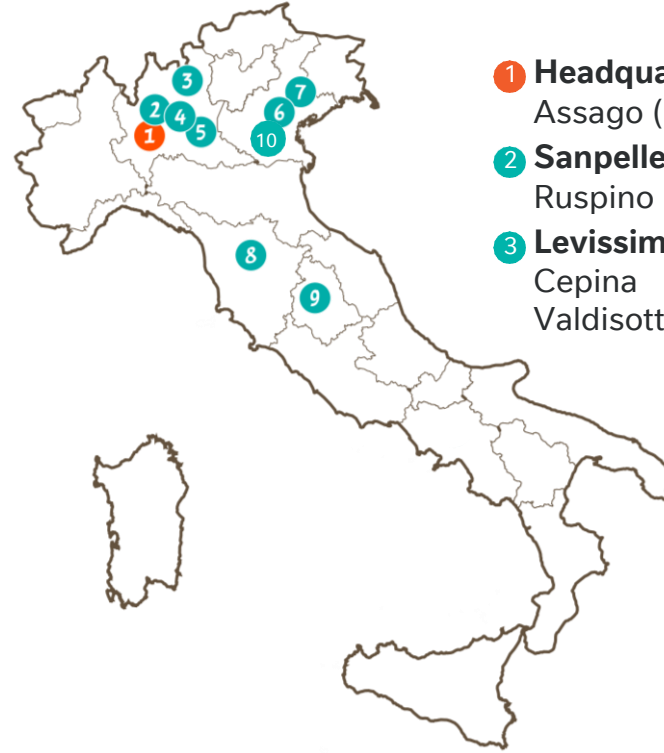 3
7
2
4
6
1
5
10
8
9
1 Headqua
Assago (
2 Sanpelle
Ruspino
3 Levissim
Cepina
Valdisott